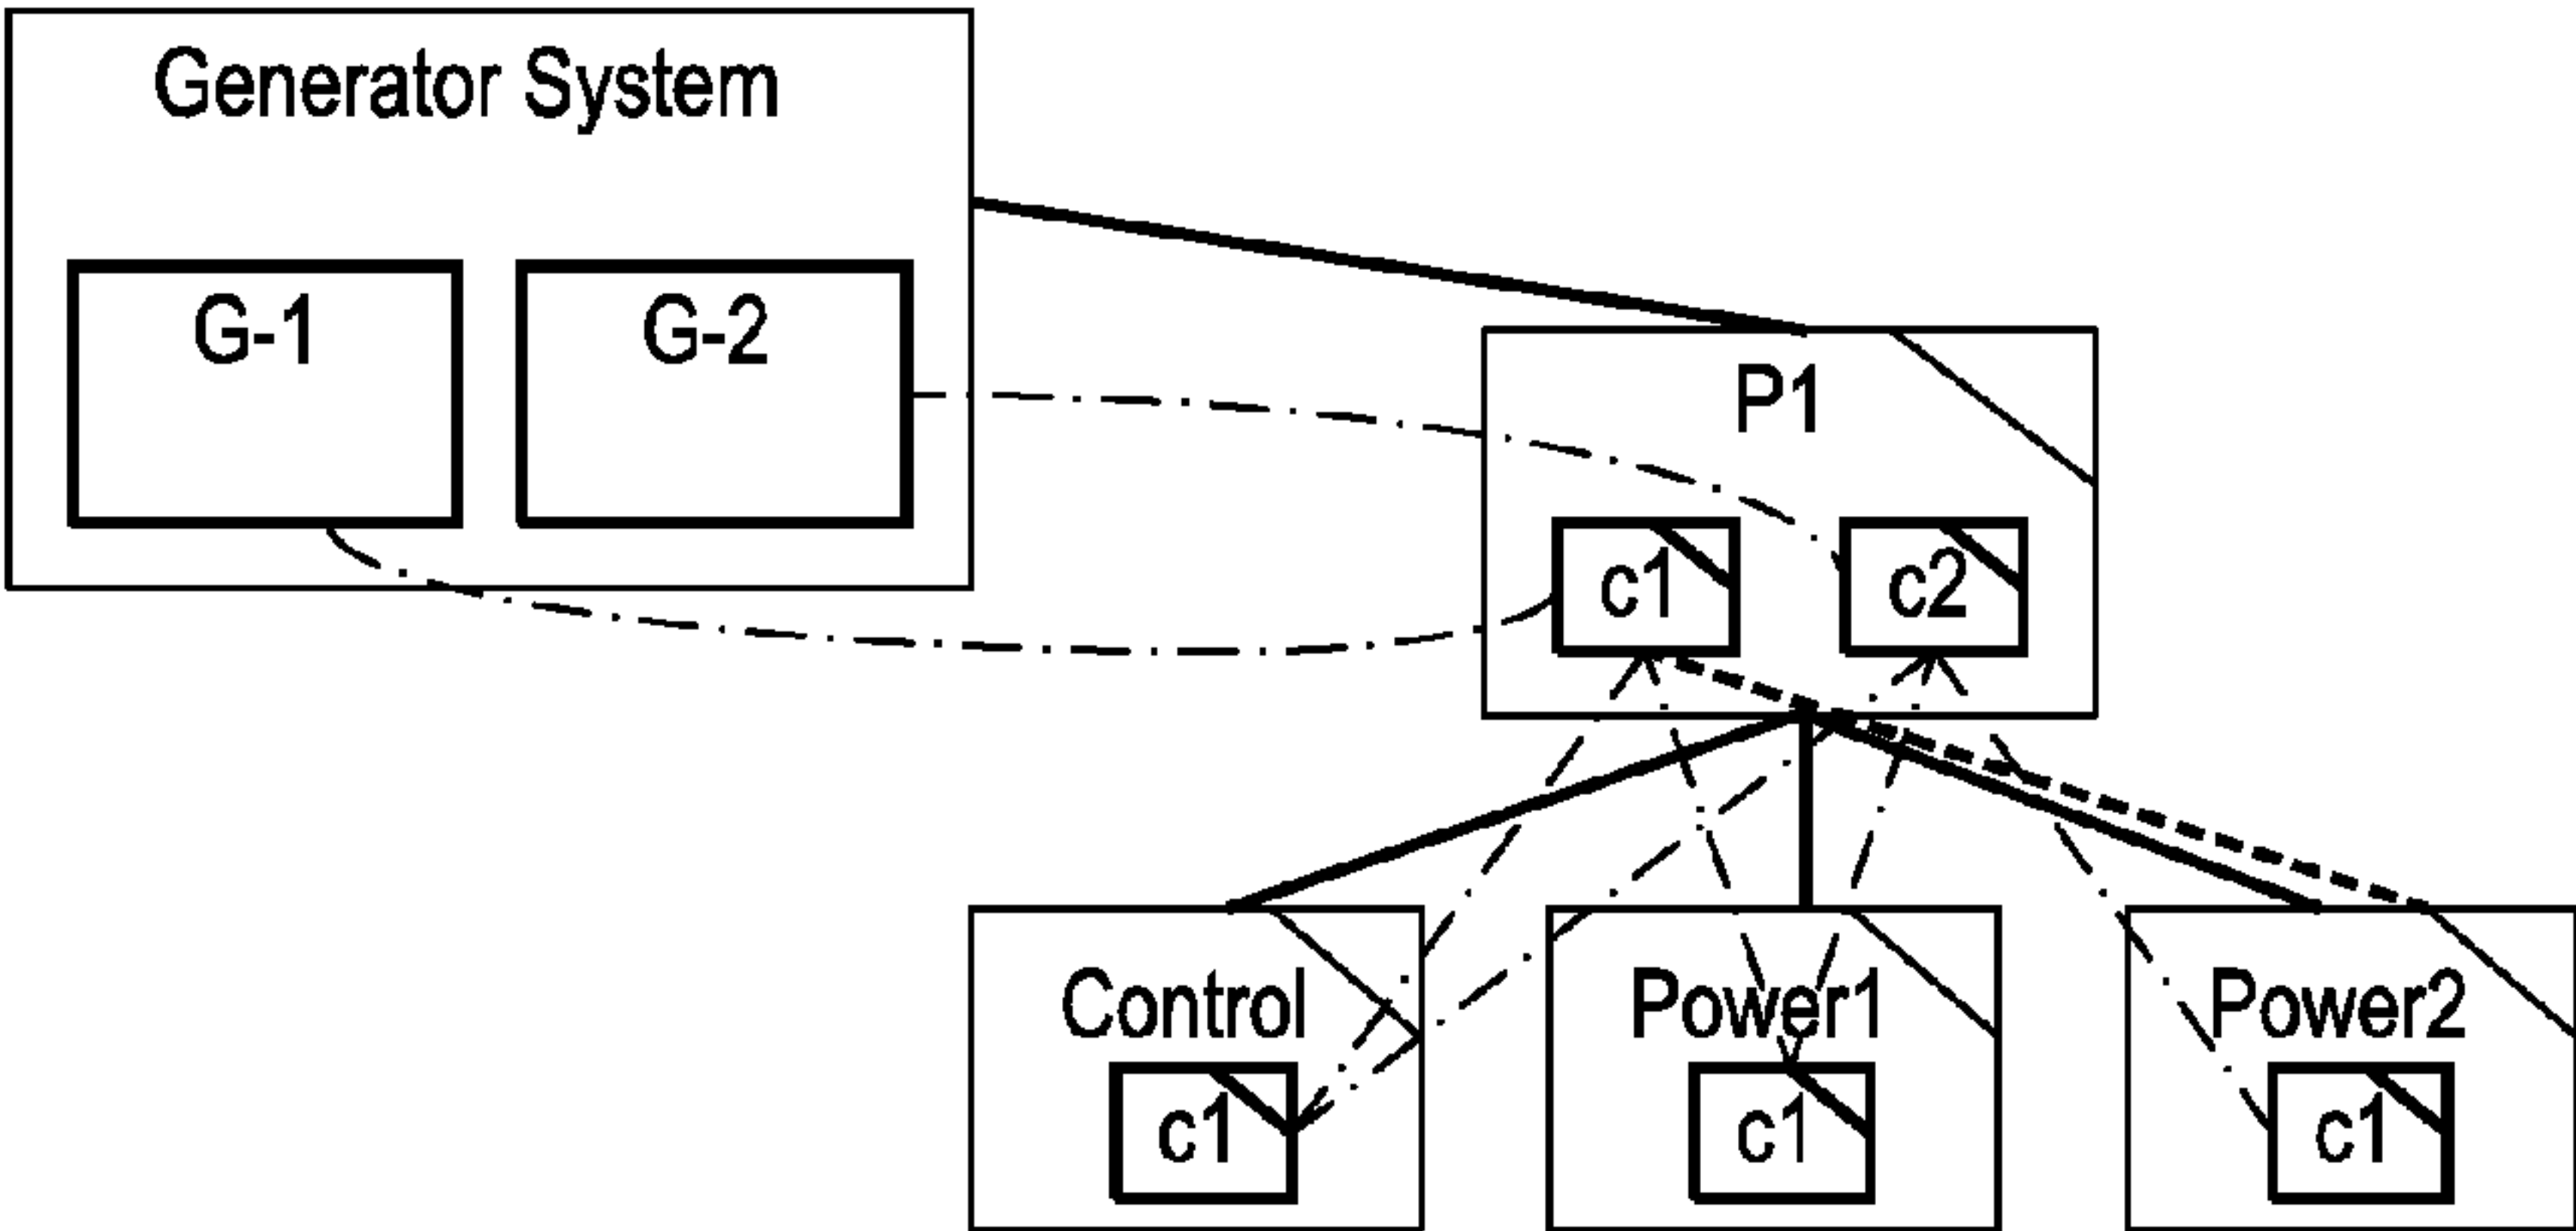 Generator System
G-1
G-2
P1
c1
c2
Control
Power1
Power2
c1
c1
c1